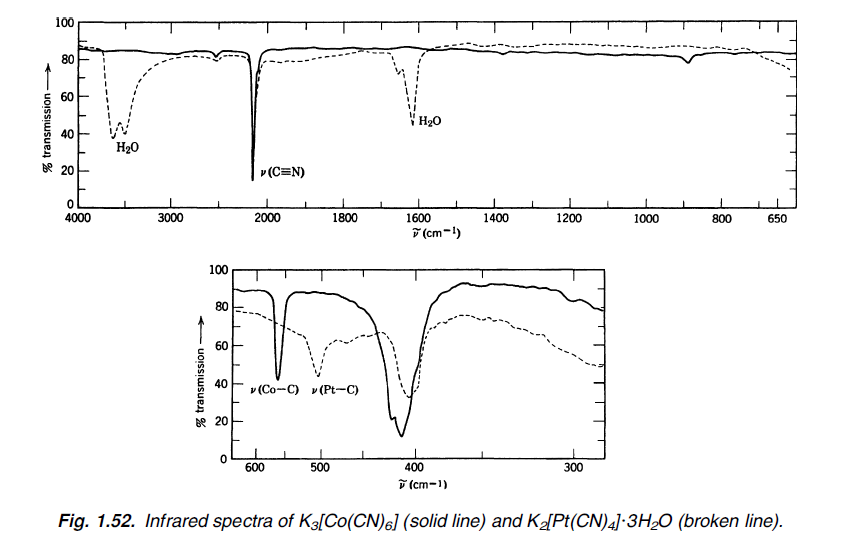 100
80
60
40
20
0
% transmission →
H₂O
ν (C≡N)
H₂O
4000 3000 2000 1800 1600 1400 1200 1000 800 650
ν̃ (cm⁻¹)
100
80
60
40
20
0
% transmission →
ν (Co–C) ν (Pt–C)
600 500 400 300
ν̃ (cm⁻¹)
Fig. 1.52. Infrared spectra of K₃[Co(CN)₆] (solid line) and K₂[Pt(CN)₄]·3H₂O (broken line).